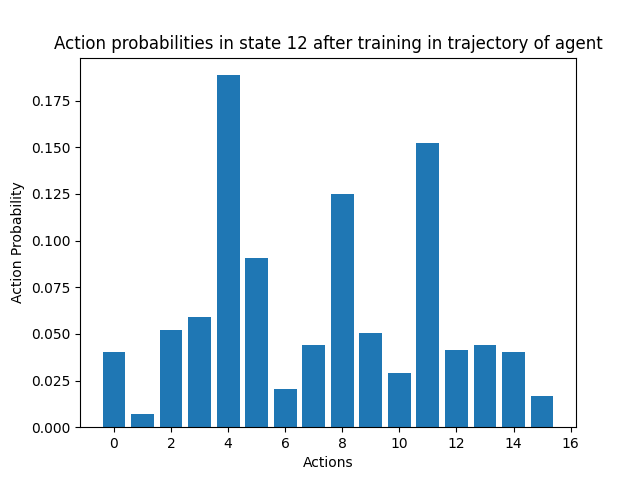 Action probabilities in state 12 after training in trajectory of agent
Action Probability
0.175
0.150
0.125
0.100
0.075
0.050
0.025
0.000
0 2 4 6 8 10 12 14 16
Actions